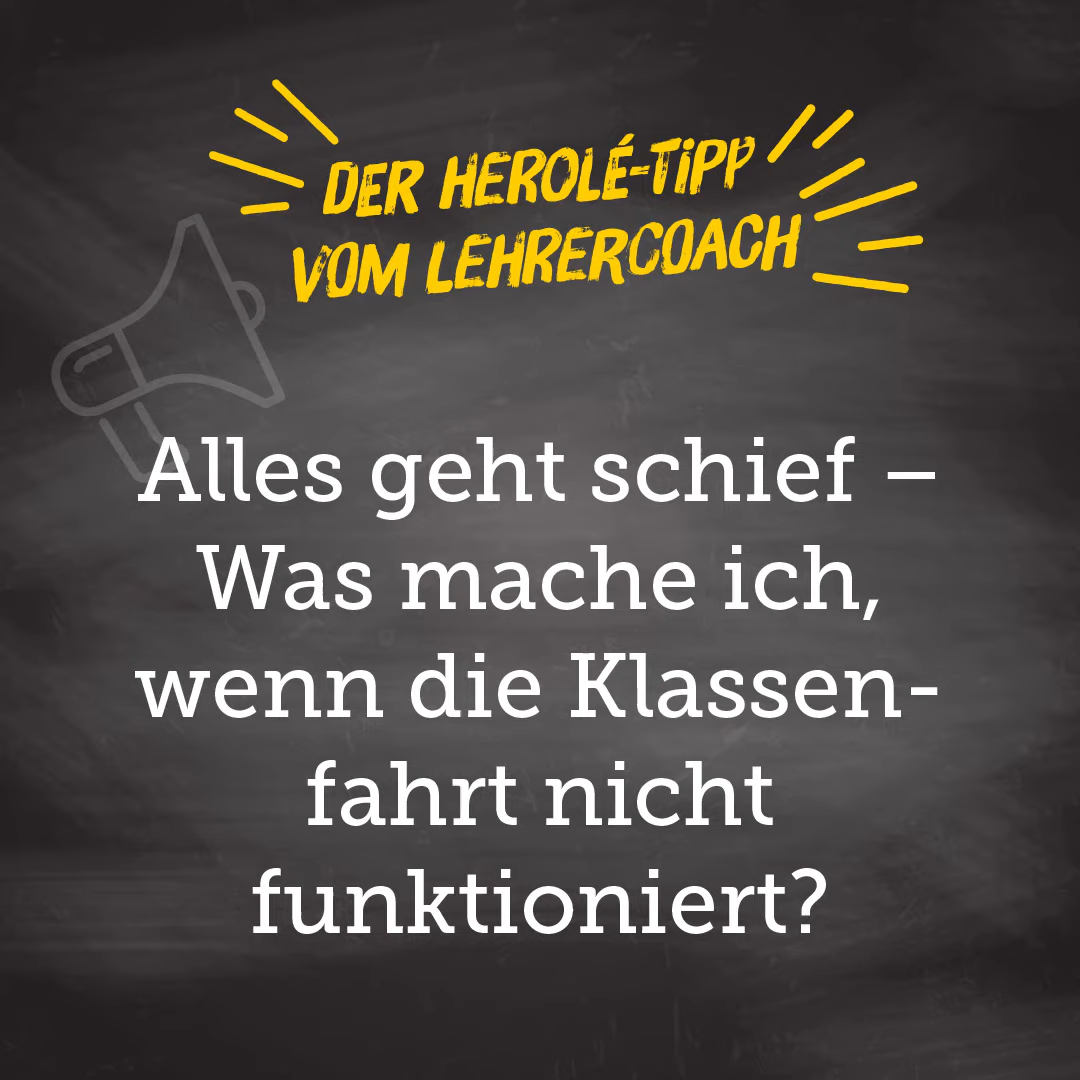 DER HEROLÉ-TiPP
VOM LEHRERCOACH
Alles geht schief –
Was mache ich,
wenn die Klassen-
fahrt nicht
funktioniert?